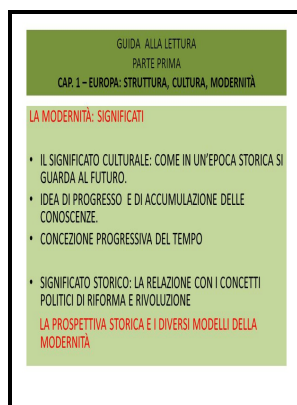 GUIDA ALLA LETTURA
PARTE PRIMA
CAP. 1 – EUROPA: STRUTTURA, CULTURA, MODERNITÀ
LA MODERNITÀ: SIGNIFICATI
• IL SIGNIFICATO CULTURALE: COME IN UN'EPOCA STORICA SI
GUARDA AL FUTURO.
• IDEA DI PROGRESSO E DI ACCUMULAZIONE DELLE
CONOSCENZE.
• CONCEZIONE PROGRESSIVA DEL TEMPO
• SIGNIFICATO STORICO: LA RELAZIONE CON I CONCETTI
POLITICI DI RIFORMA E RIVOLUZIONE
LA PROSPETTIVA STORICA E I DIVERSI MODELLI DELLA
MODERNITÀ